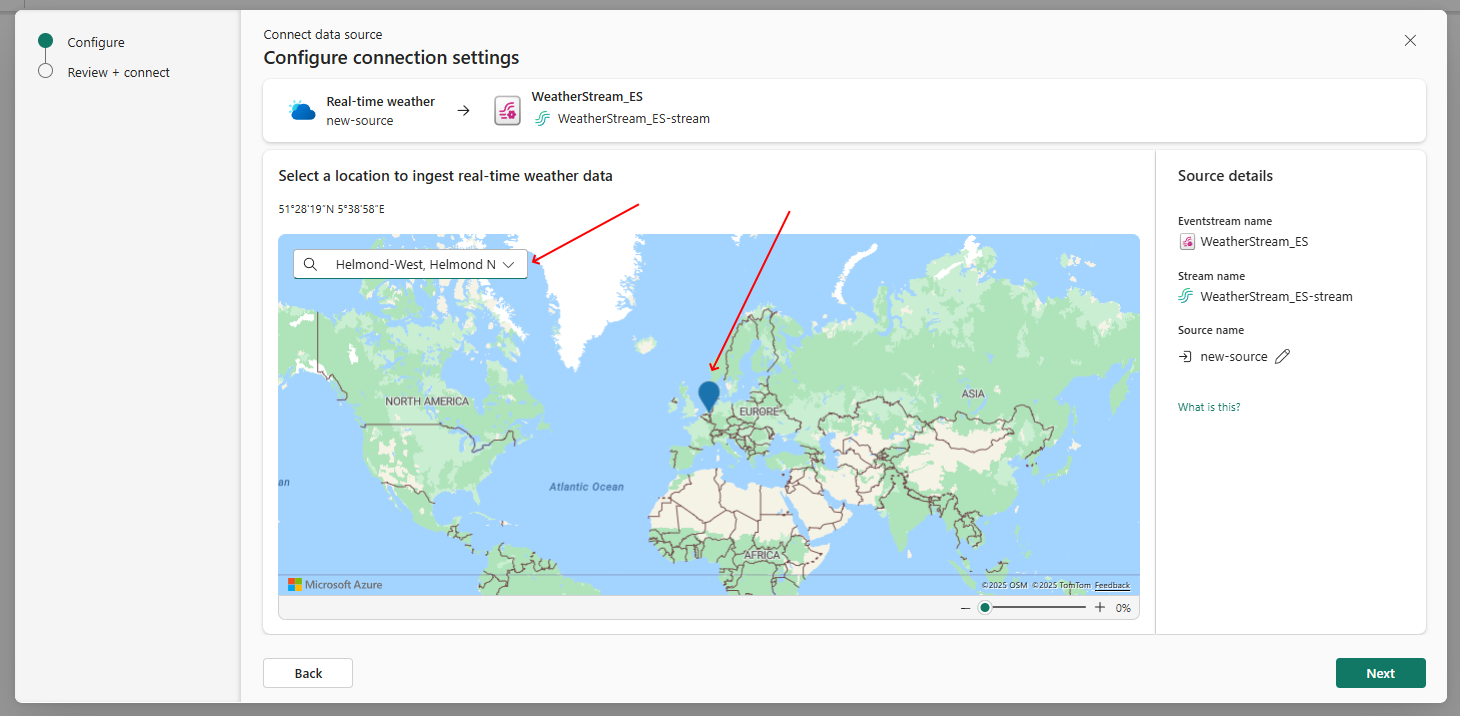 Configure
Review + connect
Connect data source
Configure connection settings
Real-time weather
new-source
WeatherStream_ES
WeatherStream_ES-stream
Select a location to ingest real-time weather data
51°28'19"N 5°38'58"E
Helmond-West, Helmond N
NORTH AMERICA
EUROPE
ASIA
an
Atlantic Ocean
AFRICA
Microsoft Azure
©2025 OSM ©2025 TomTom Feedback
0%
Source details
Eventstream name
WeatherStream_ES
Stream name
WeatherStream_ES-stream
Source name
new-source
What is this?
Back
Next